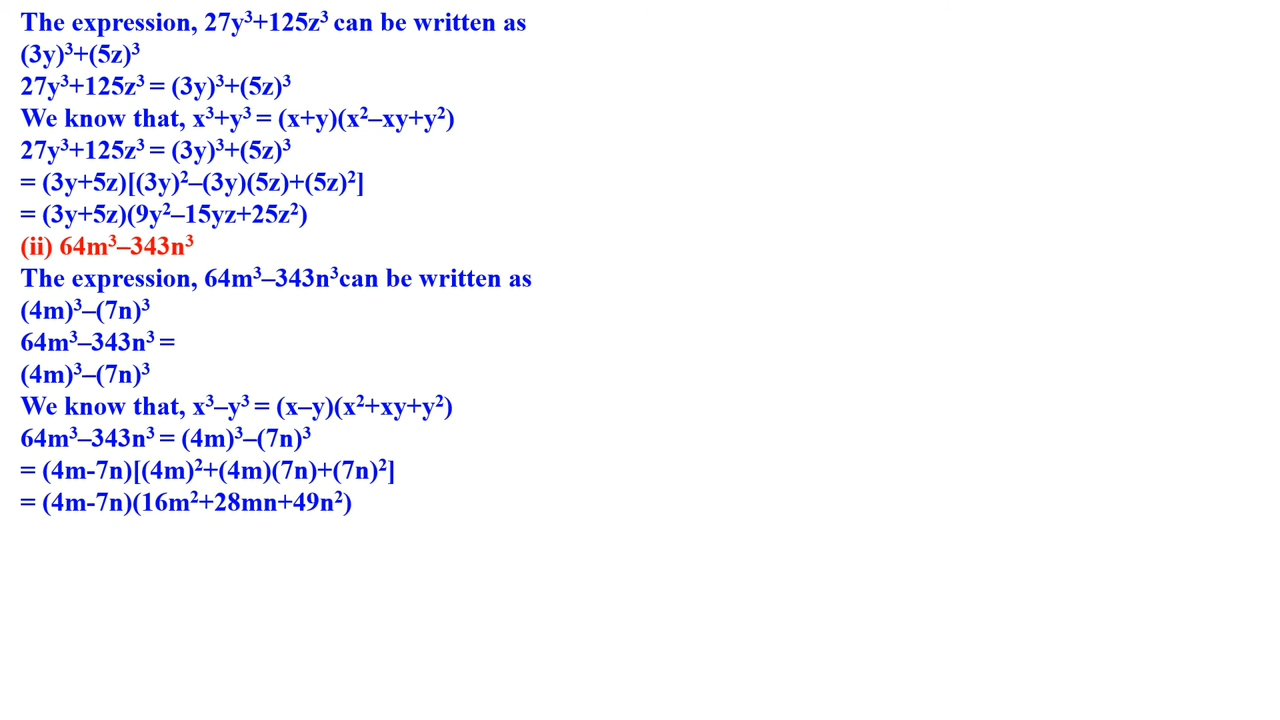 The expression, 27y³+125z³ can be written as
(3y)³+(5z)³
27y³+125z³ = (3y)³+(5z)³
We know that, x³+y³ = (x+y)(x²–xy+y²)
27y³+125z³ = (3y)³+(5z)³
= (3y+5z)[(3y)²–(3y)(5z)+(5z)²]
= (3y+5z)(9y²–15yz+25z²)
(ii) 64m³–343n³
The expression, 64m³–343n³can be written as
(4m)³–(7n)³
64m³–343n³ =
(4m)³–(7n)³
We know that, x³–y³ = (x–y)(x²+xy+y²)
64m³–343n³ = (4m)³–(7n)³
= (4m-7n)[(4m)²+(4m)(7n)+(7n)²]
= (4m-7n)(16m²+28mn+49n²)